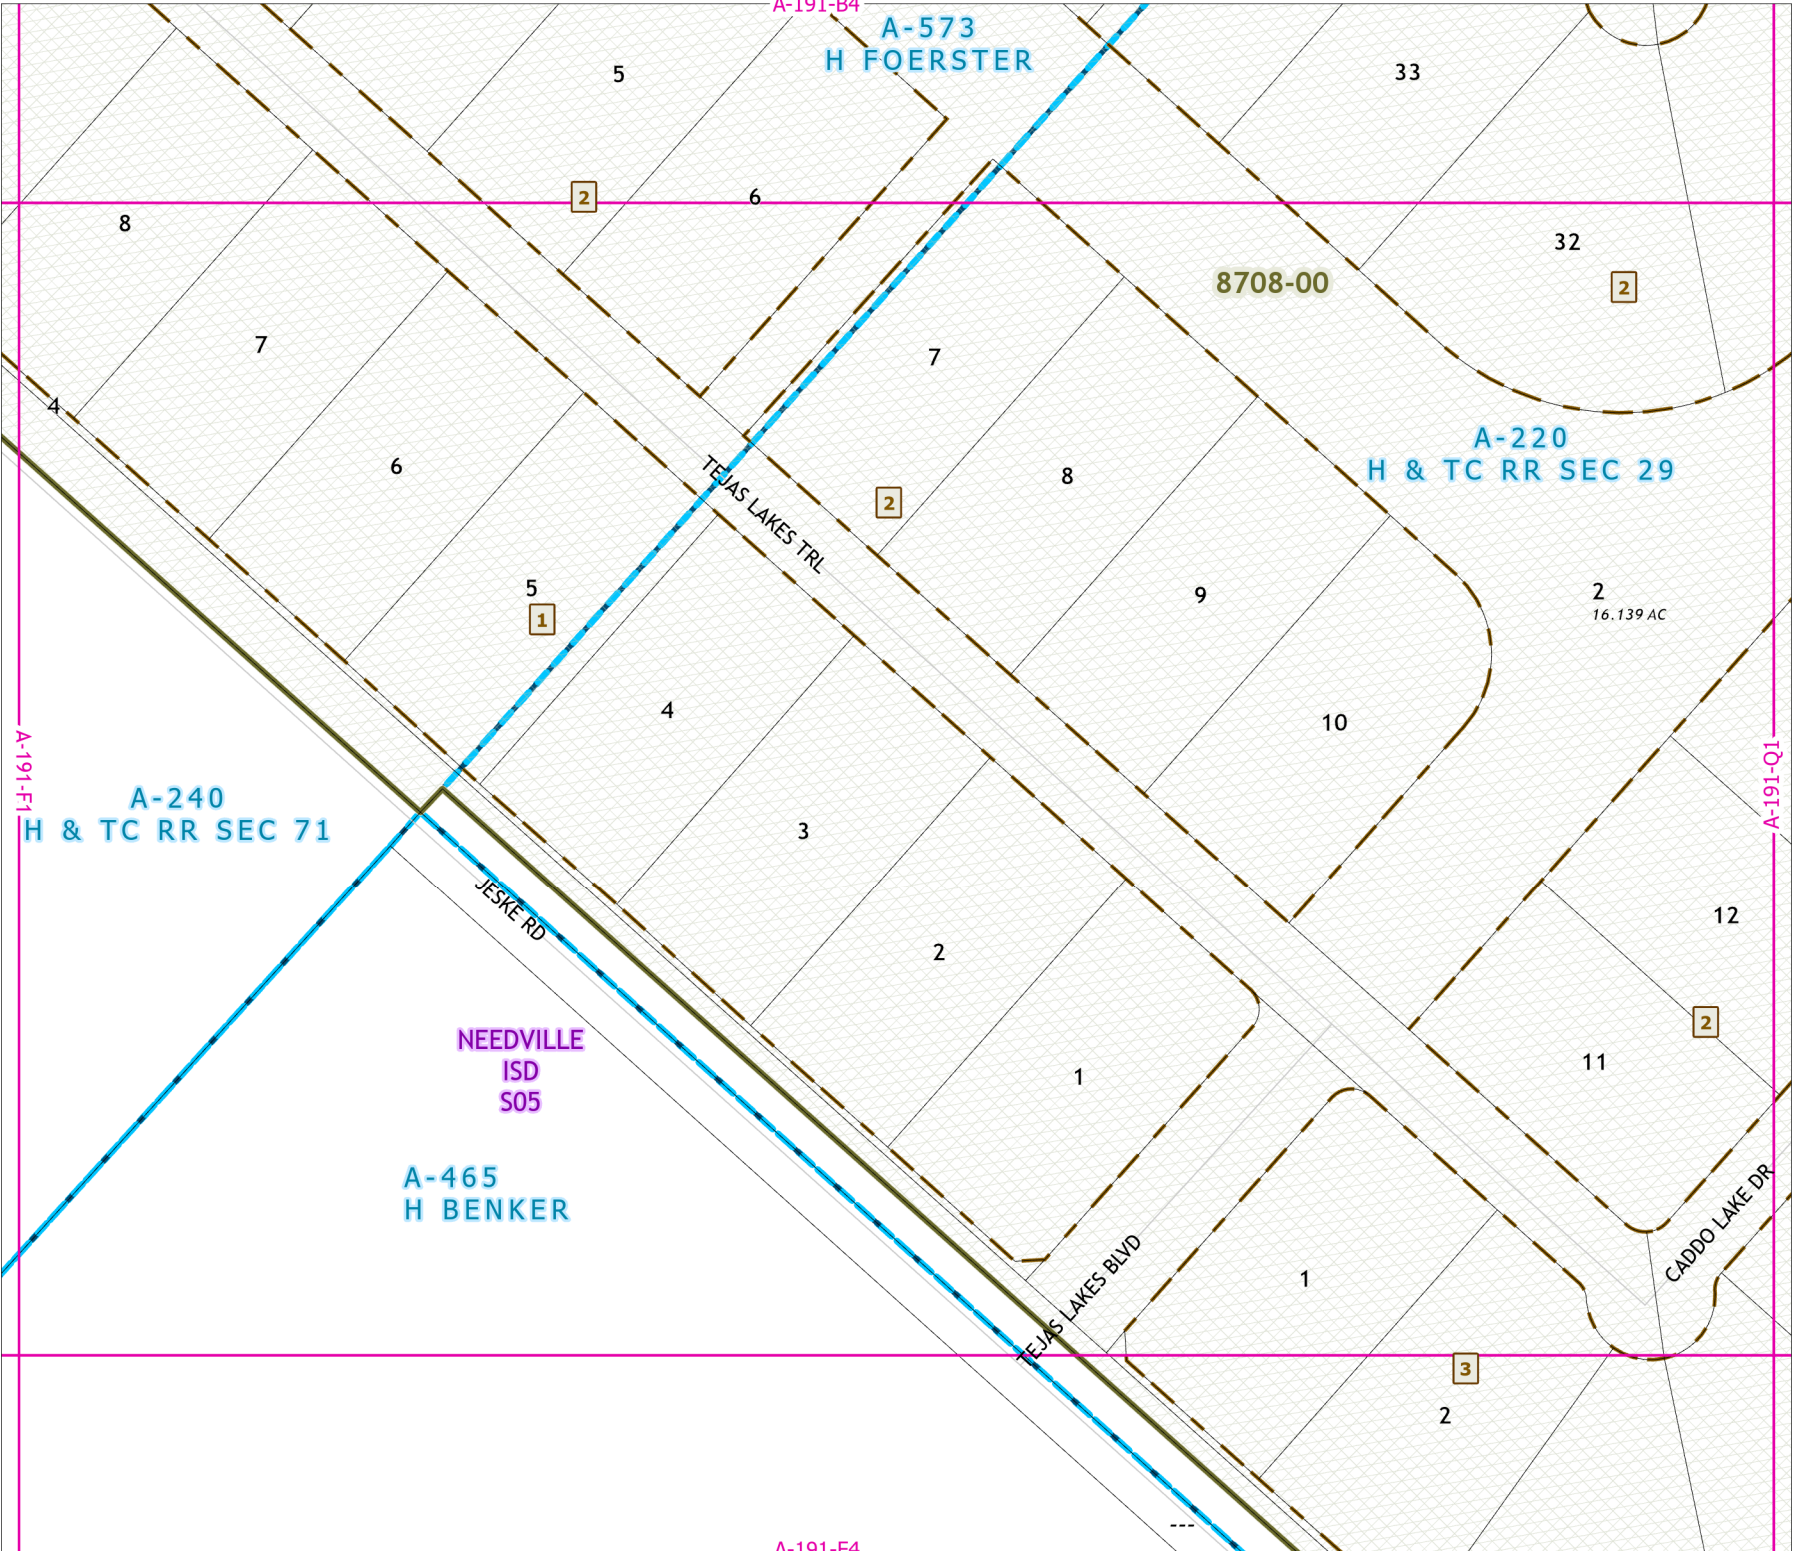 A-191-B4
A-573
H FOERSTER
5
33
2
6
8
32
2
8708-00
7
7
4
A-220
H & TC RR SEC 29
6
8
TEJAS LAKES TRL
2
5
1
9
2
16.139 AC
4
10
A-191-F1
A-191-Q1
A-240
H & TC RR SEC 71
3
JESKE RD
12
2
2
NEEDVILLE
ISD
S05
11
1
A-465
H BENKER
CADDO LAKE DR
TEJAS LAKES BLVD
1
3
2
---
A-191-F4